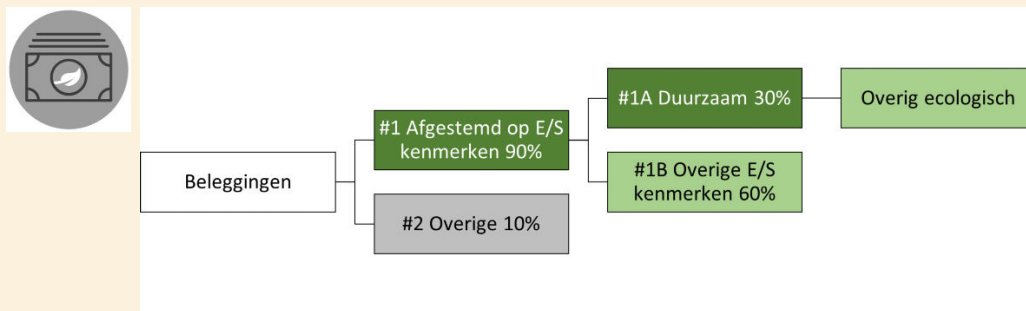 Beleggingen
#1 Afgestemd op E/S
kenmerken 90%
#2 Overige 10%
#1A Duurzaam 30%
#1B Overige E/S
kenmerken 60%
Overig ecologisch